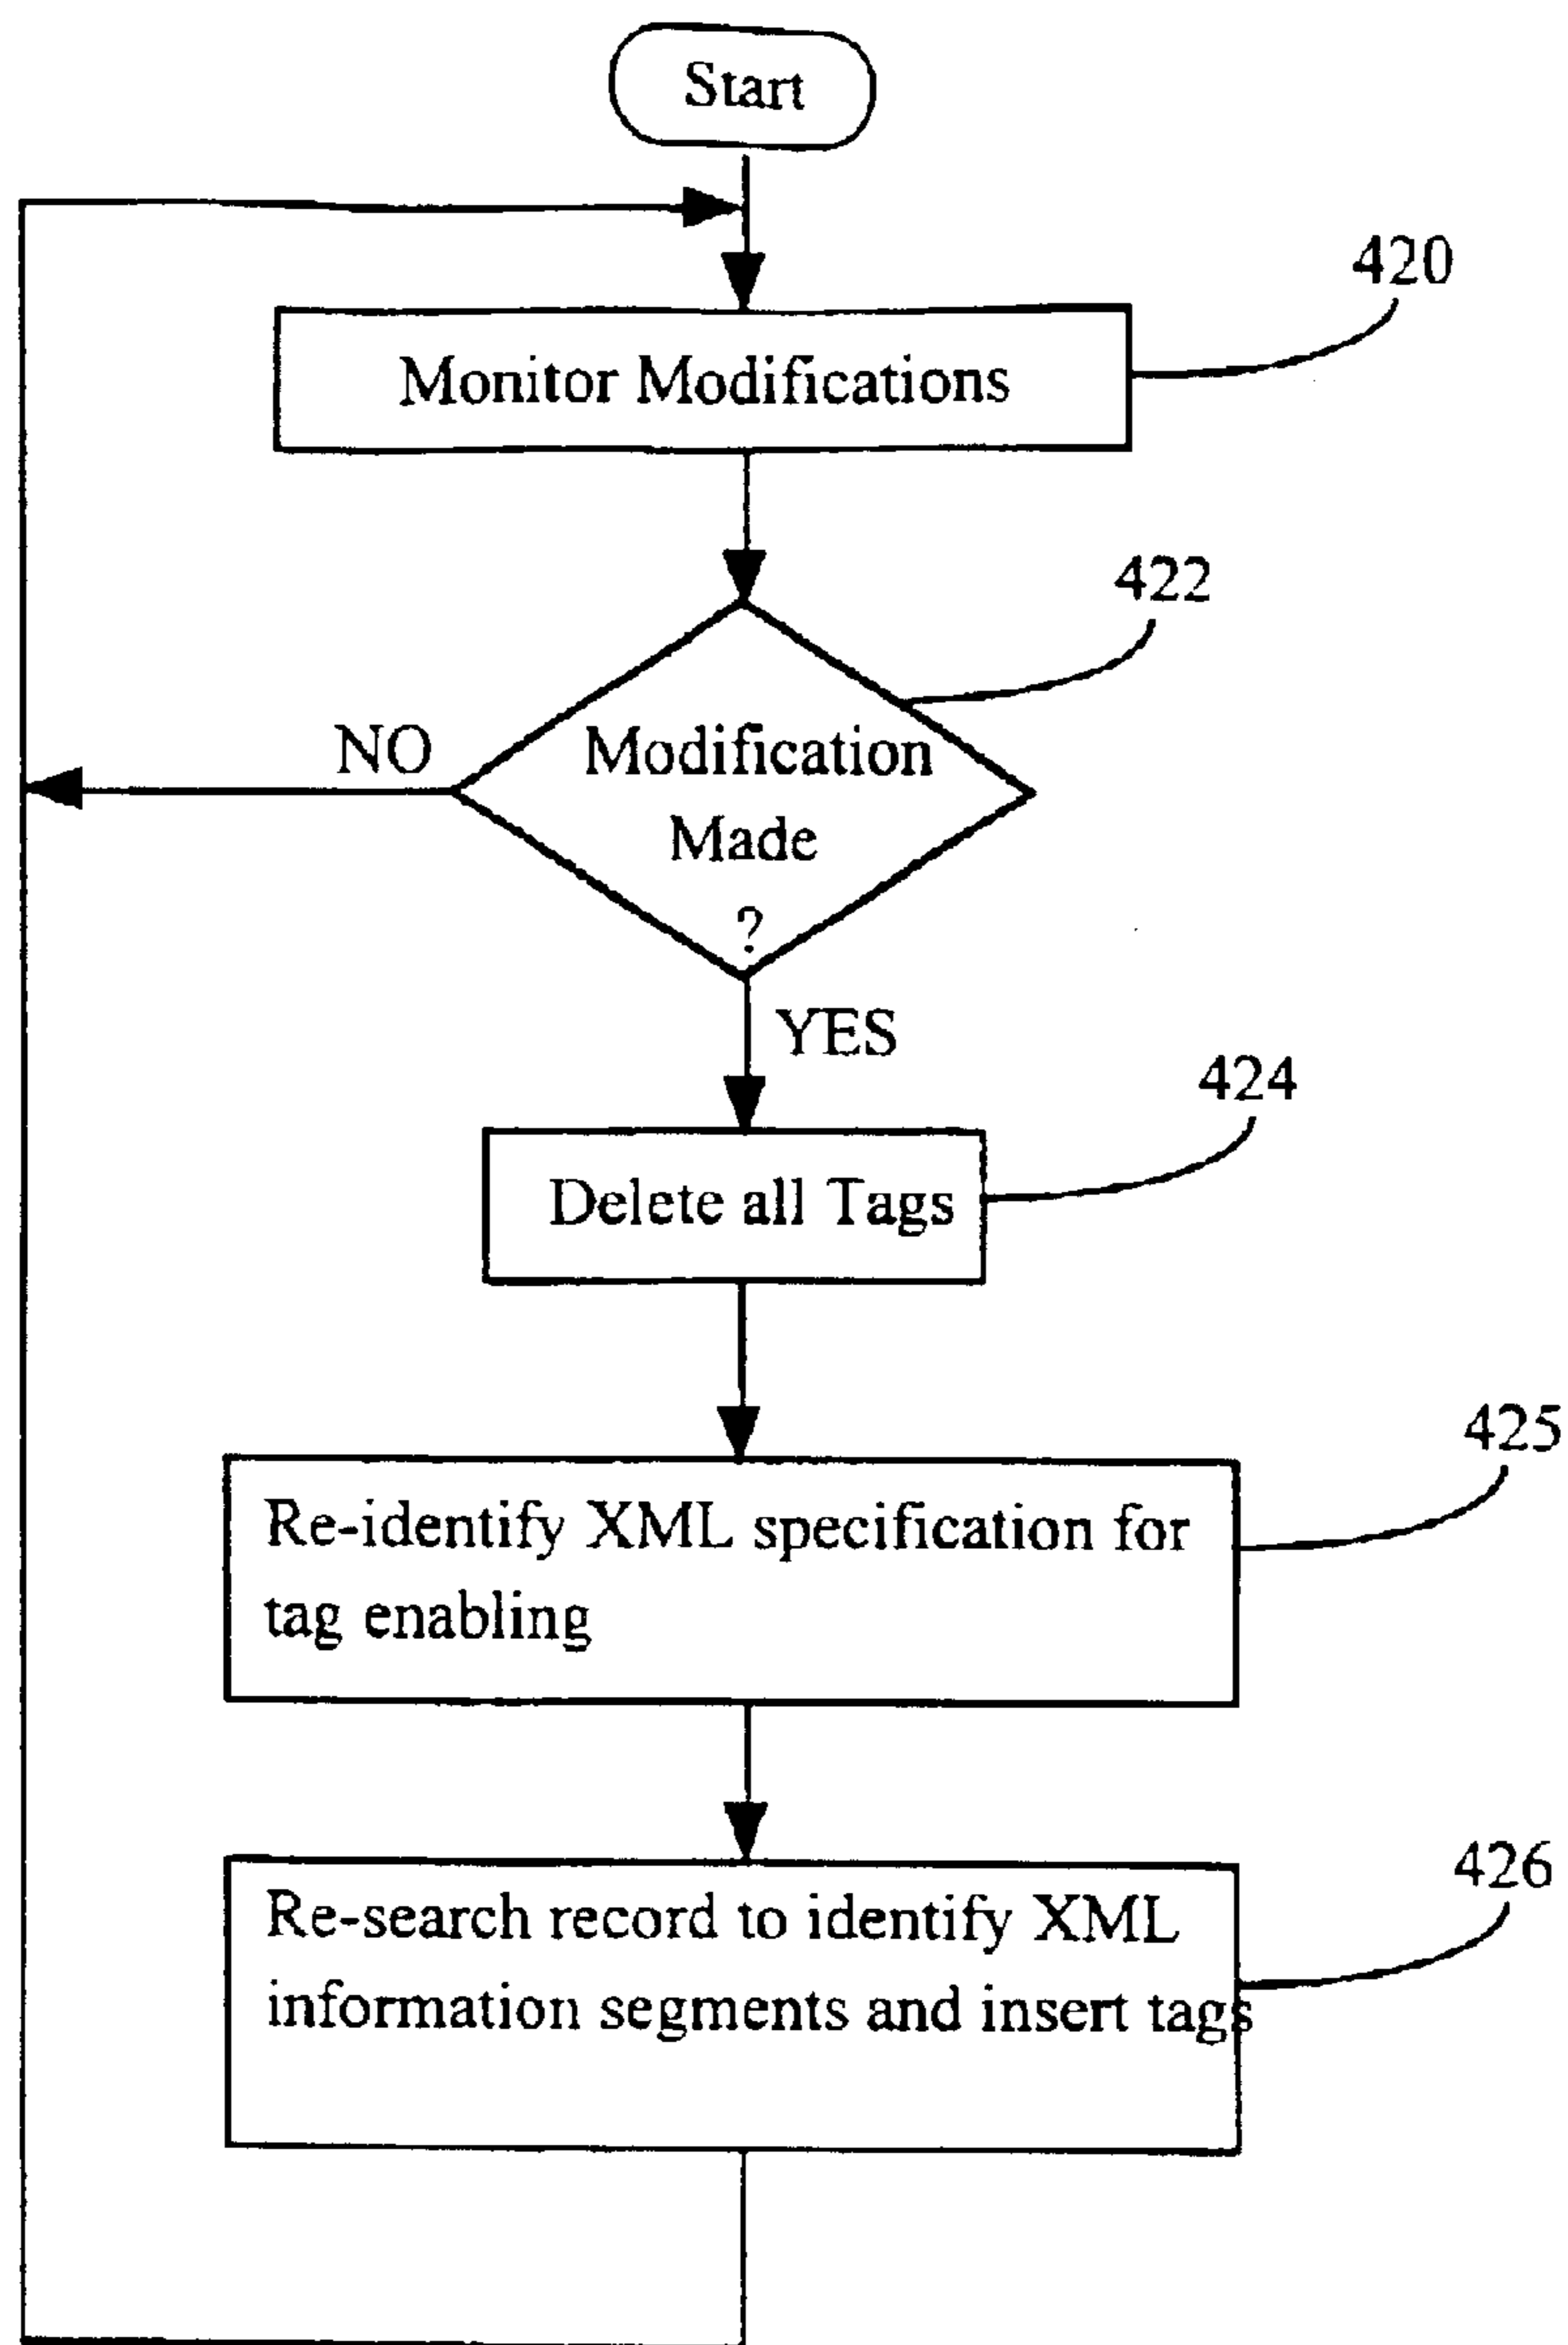 Start
420
Monitor Modifications
422
NO
Modification
Made
?
YES
424
Delete all Tags
425
Re-identify XML specification for
tag enabling
426
Re-search record to identify XML
information segments and insert tags